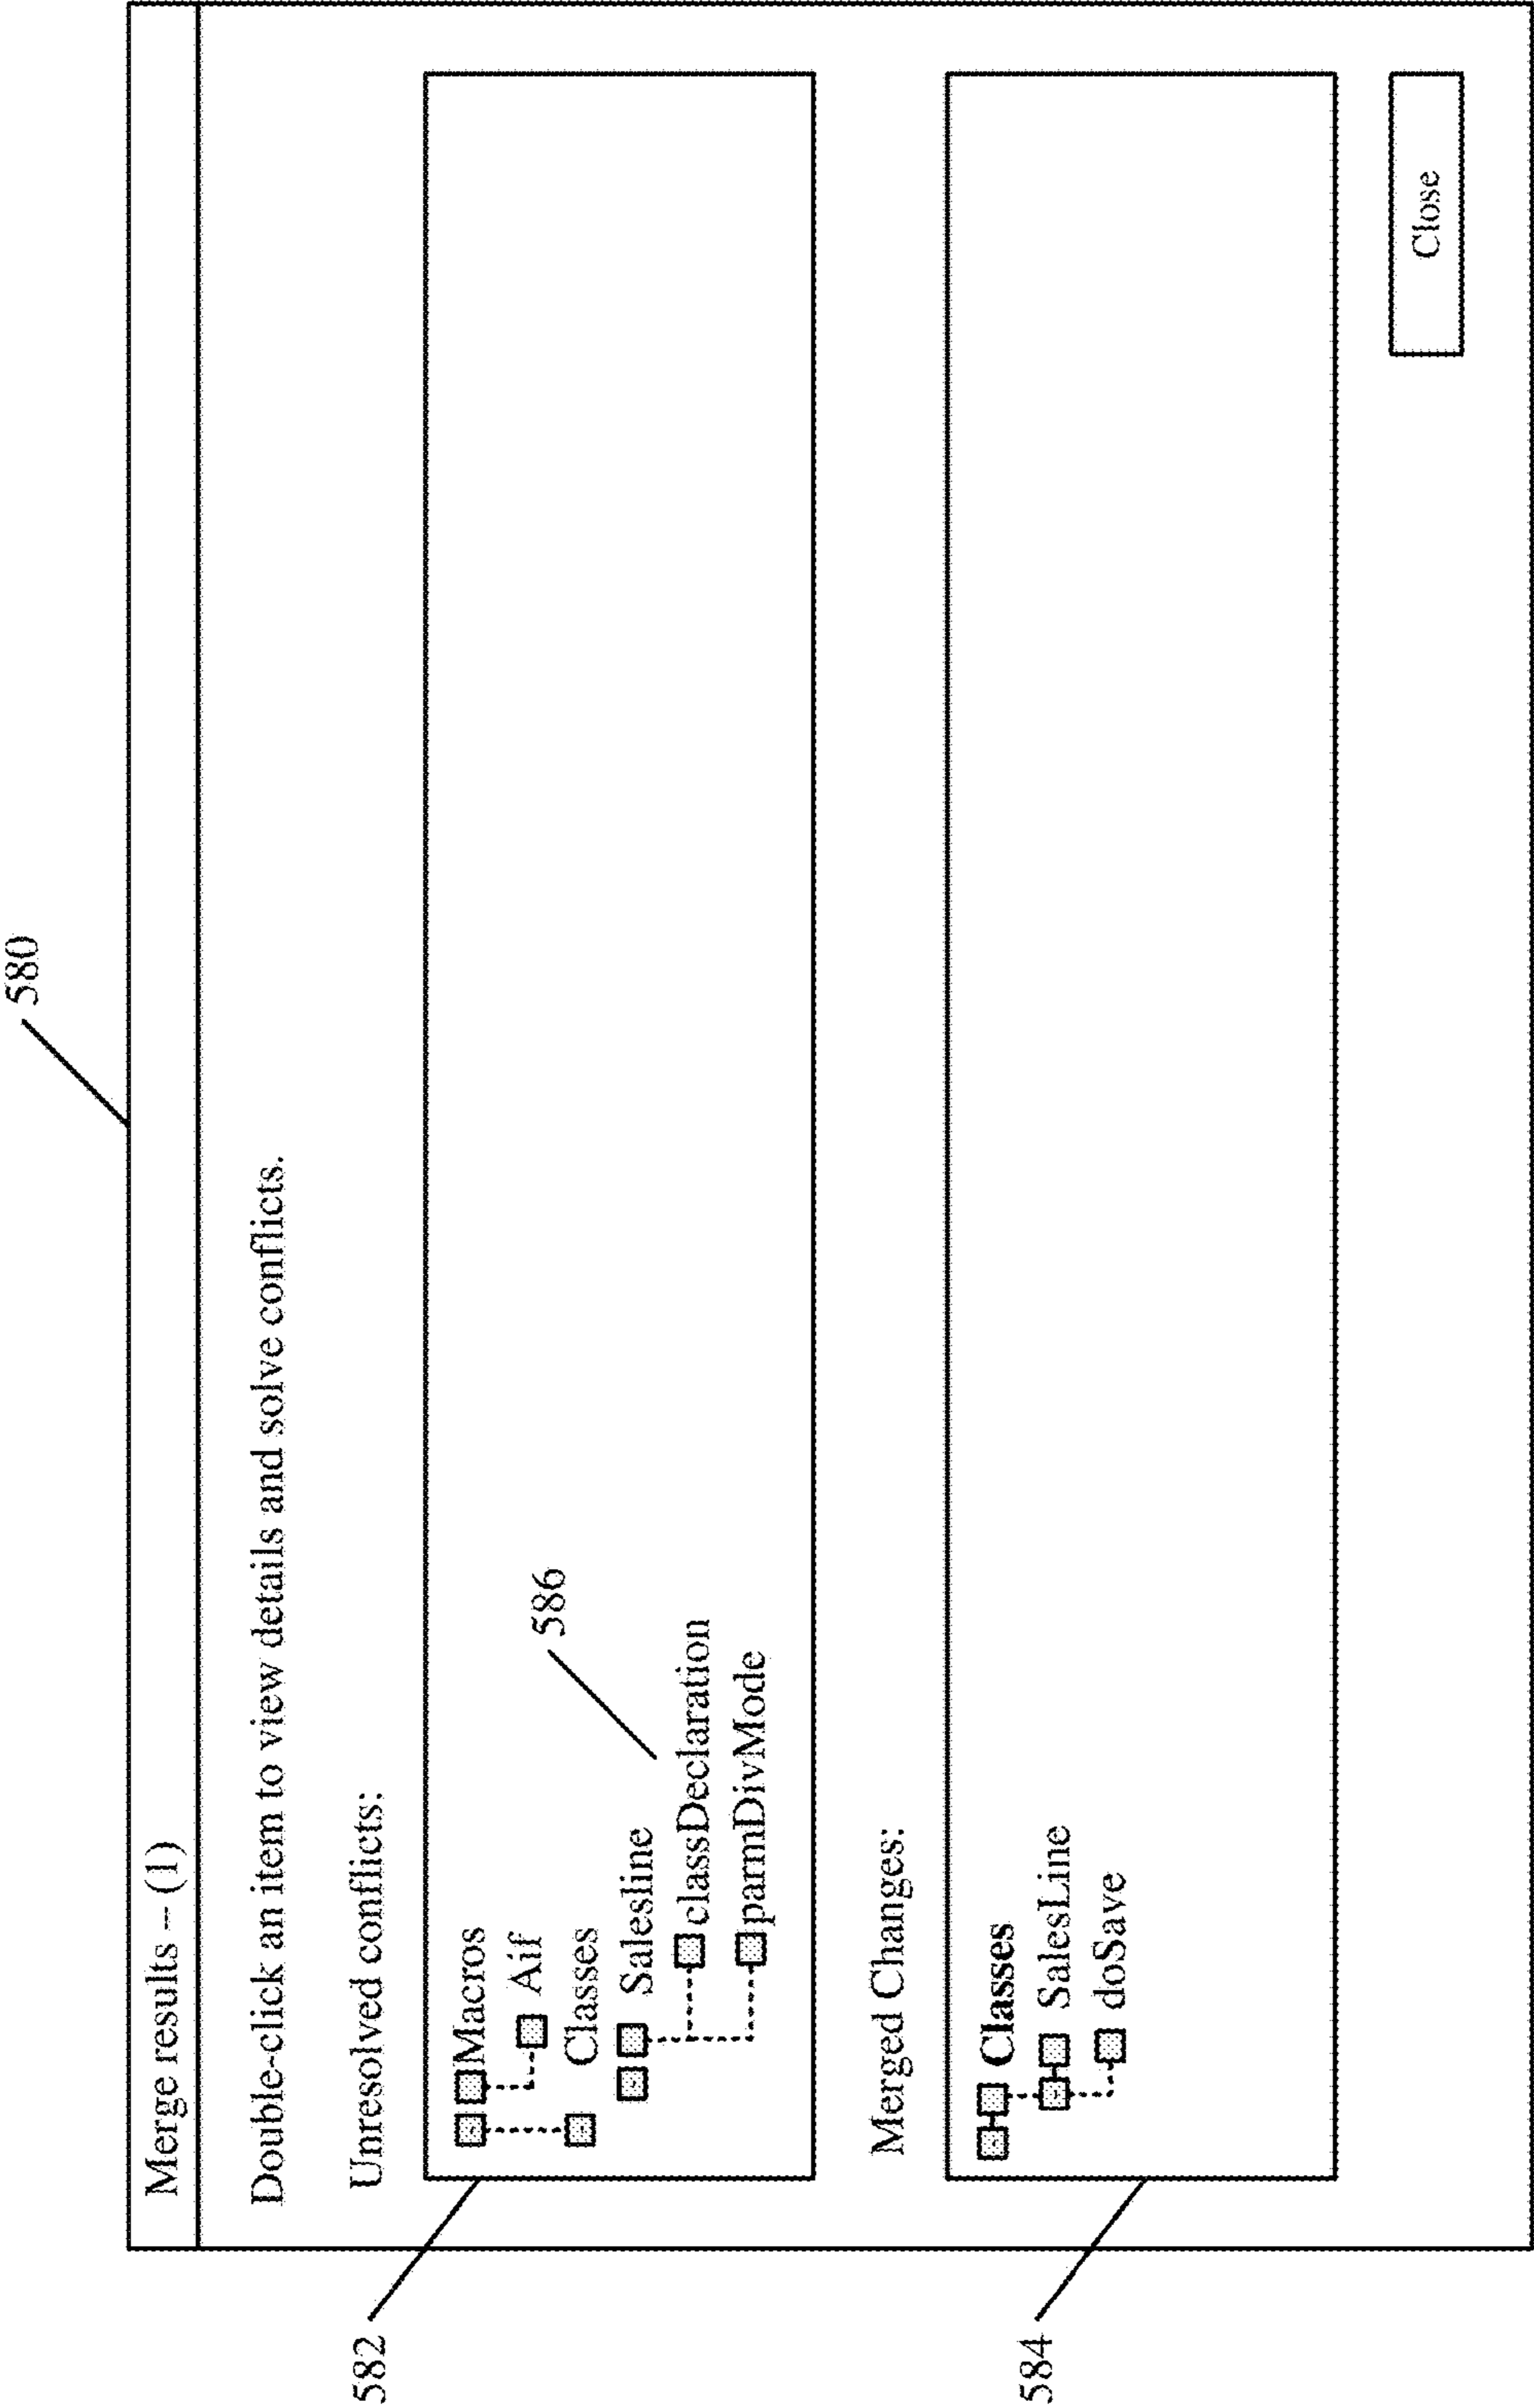 580
Merge results – (1)
Double-click an item to view details and solve conflicts.
Unresolved conflicts:
582
Macros
Aif
586
Classes
Salesline
classDeclaration
parmDivMode
Merged Changes:
584
Classes
SalesLine
doSave
Close